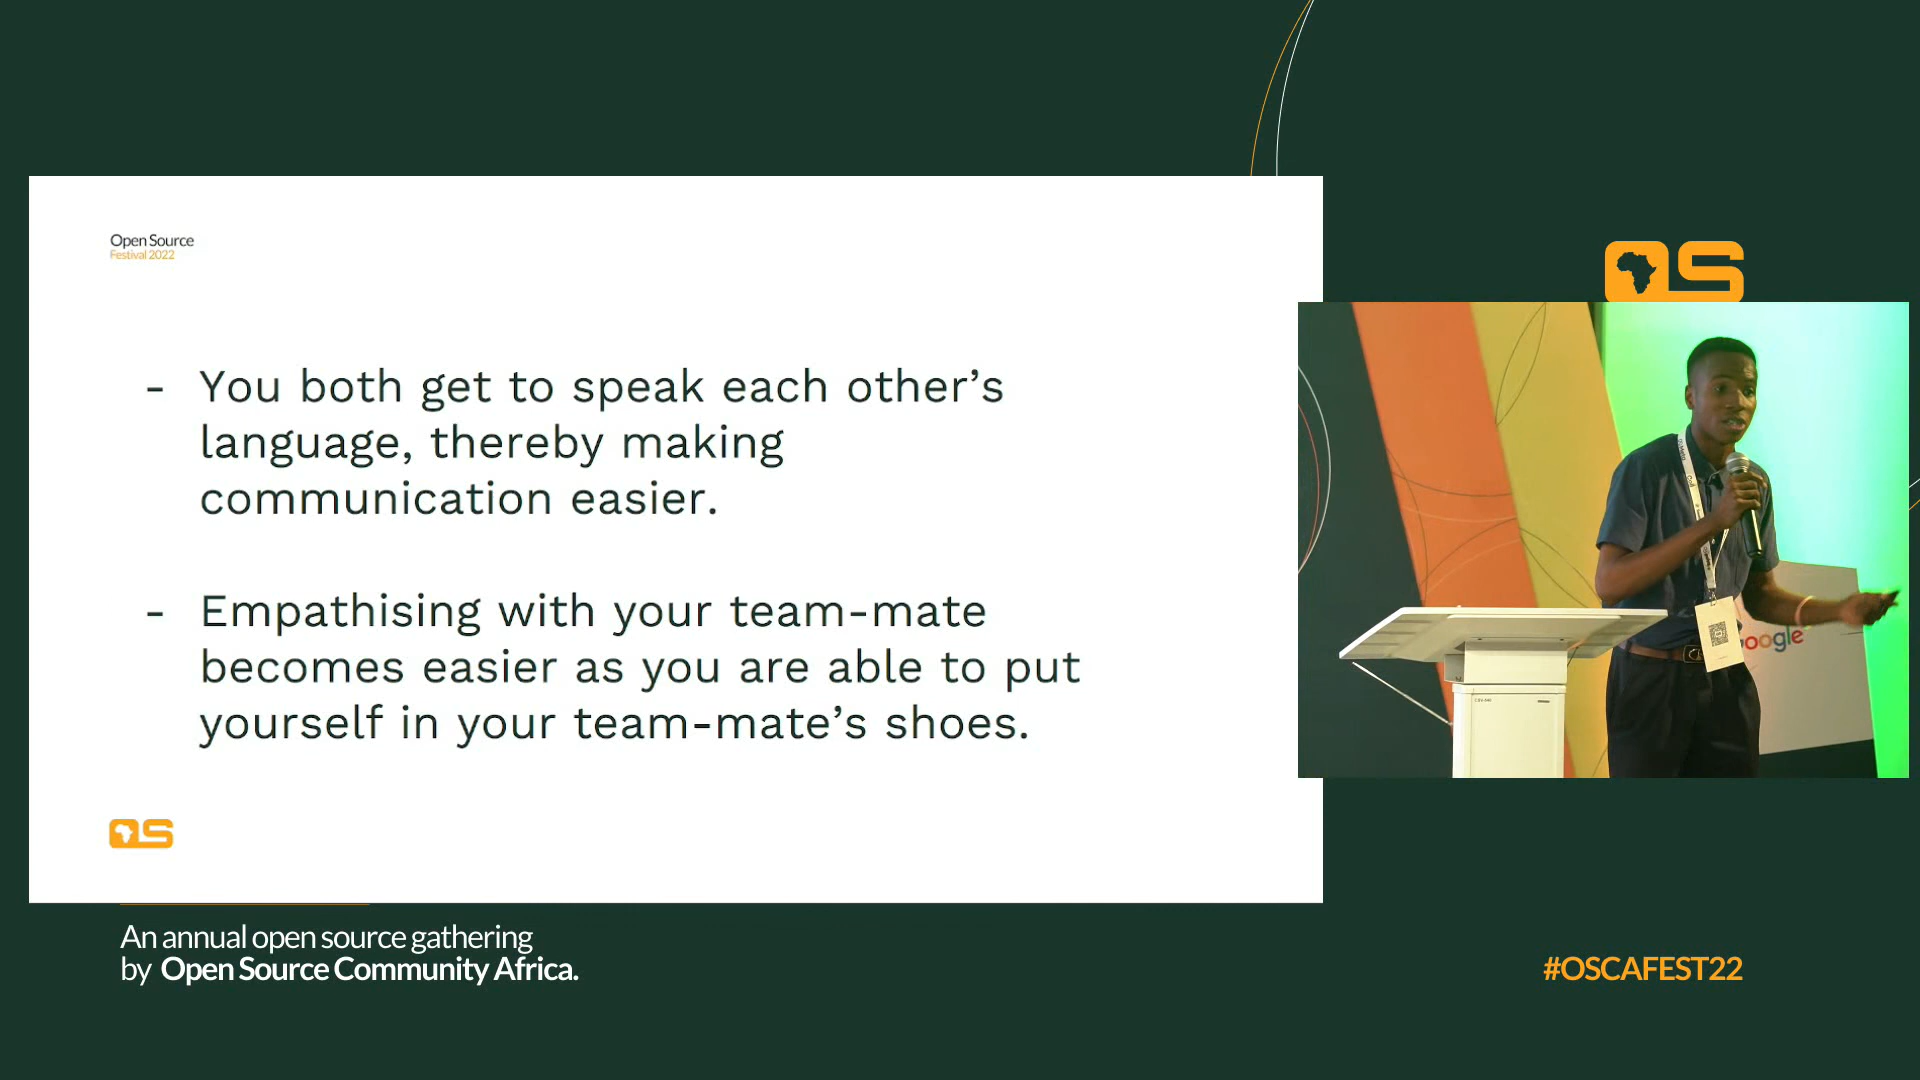 Open Source
Festival 2022
- You both get to speak each other’s
language, thereby making
communication easier.
- Empathising with your team-mate
becomes easier as you are able to put
yourself in your team-mate’s shoes.
OS
OS
oogle
An annual open source gathering
by Open Source Community Africa.
#OSCAFEST22